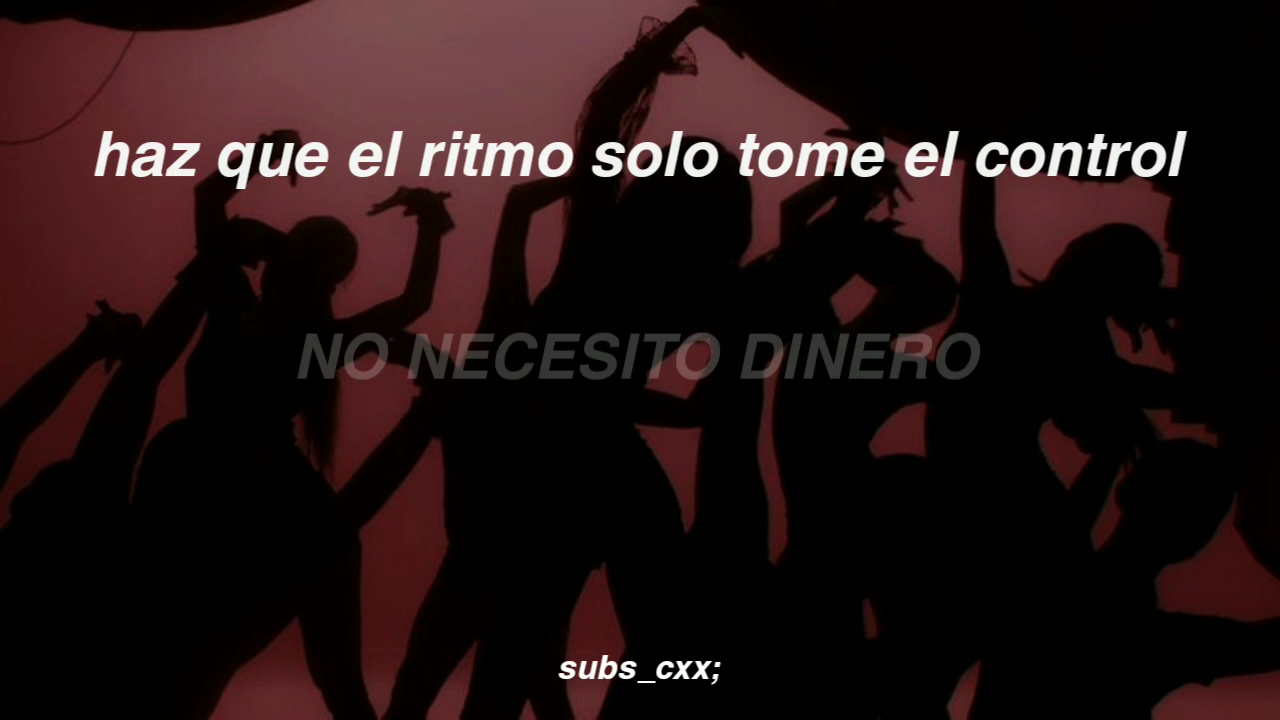 haz que el ritmo solo tome el control
NO NECESITO DINERO
subs_cxx;